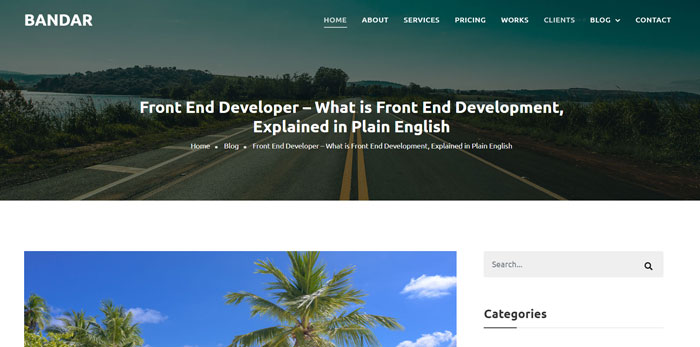 BANDAR
HOME ABOUT SERVICES PRICING WORKS CLIENTS BLOG CONTACT
Front End Developer – What is Front End Development,
Explained in Plain English
Home Blog Front End Developer – What is Front End Development, Explained in Plain English
Search...
Categories